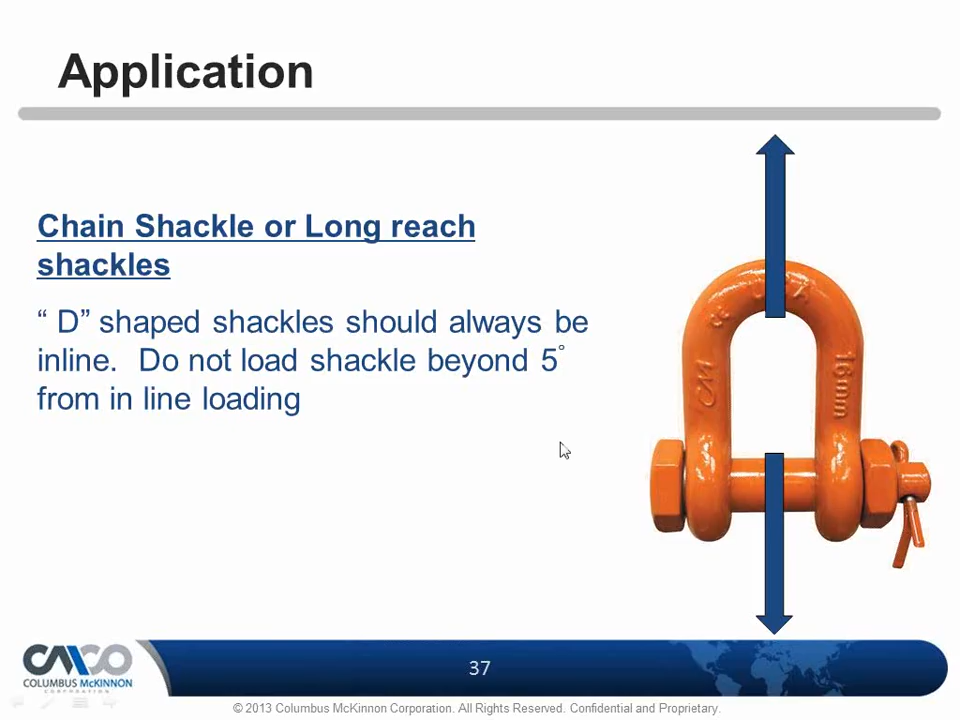 Application
Chain Shackle or Long reach
shackles
“ D” shaped shackles should always be
inline.  Do not load shackle beyond 5°
from in line loading
USA
CM
16mm
CMCO
COLUMBUS McKINNON
CORPORATION
37
© 2013 Columbus McKinnon Corporation. All Rights Reserved. Confidential and Proprietary.